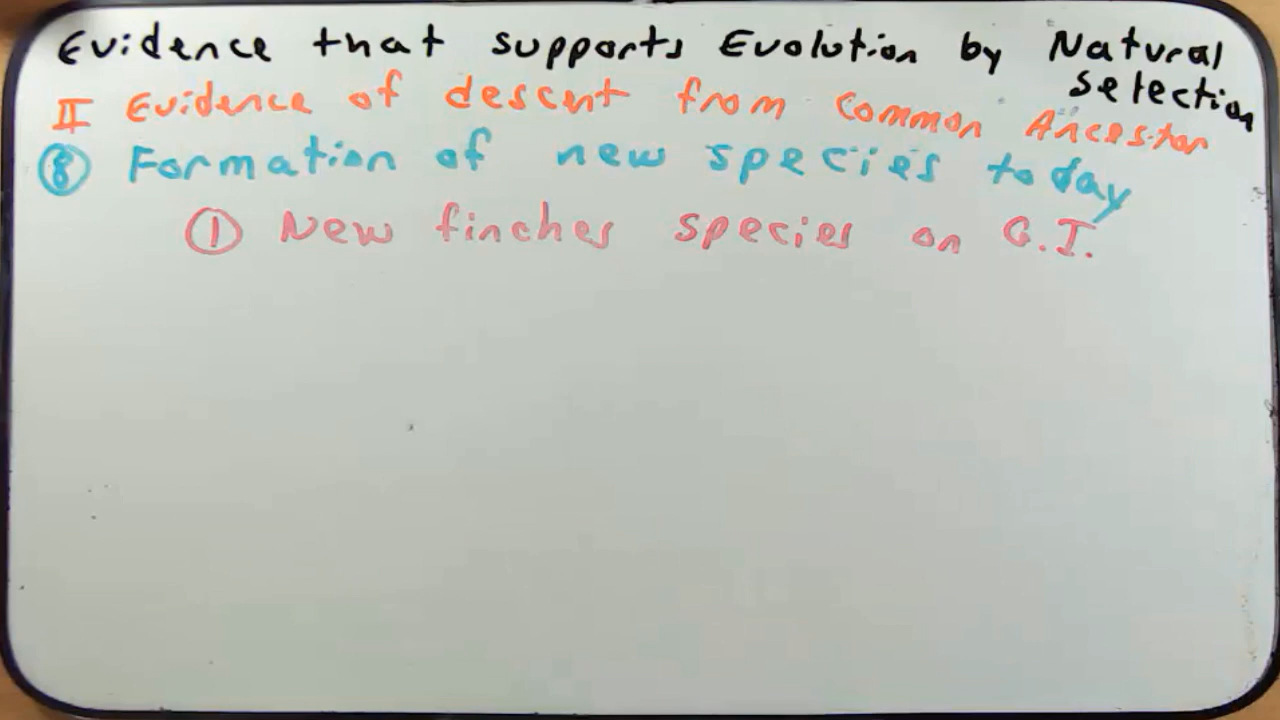 Evidence that supports Evolution by Natural
Selection
II Evidence of descent from Common Ancestor
⑧ Formation of new species today
① New finches species on G.I.